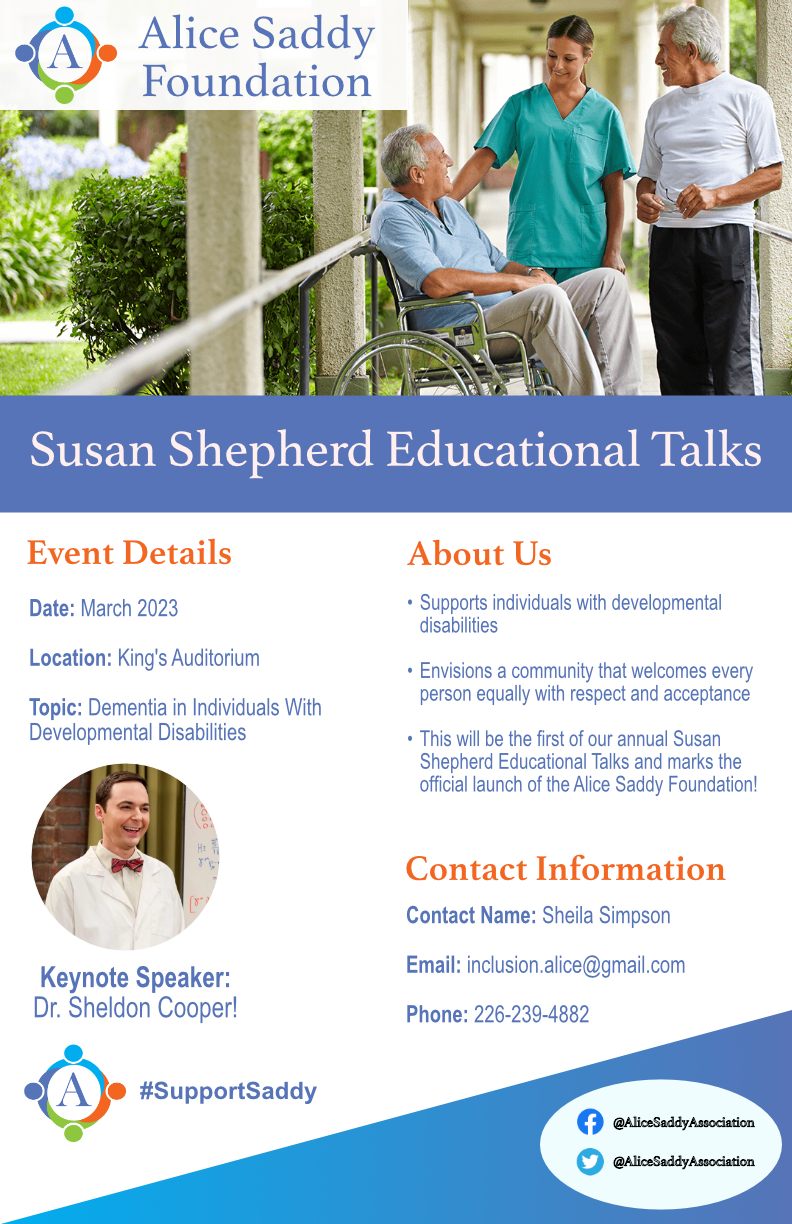 A
Alice Saddy
Foundation
Susan Shepherd Educational Talks
Event Details
Date: March 2023
Location: King's Auditorium
Topic: Dementia in Individuals With
Developmental Disabilities
Keynote Speaker:
Dr. Sheldon Cooper!
A
#SupportSaddy
About Us
• Supports individuals with developmental
disabilities
• Envisions a community that welcomes every
person equally with respect and acceptance
• This will be the first of our annual Susan
Shepherd Educational Talks and marks the
official launch of the Alice Saddy Foundation!
Contact Information
Contact Name: Sheila Simpson
Email: inclusion.alice@gmail.com
Phone: 226-239-4882
@AliceSaddyAssociation
@AliceSaddyAssociation